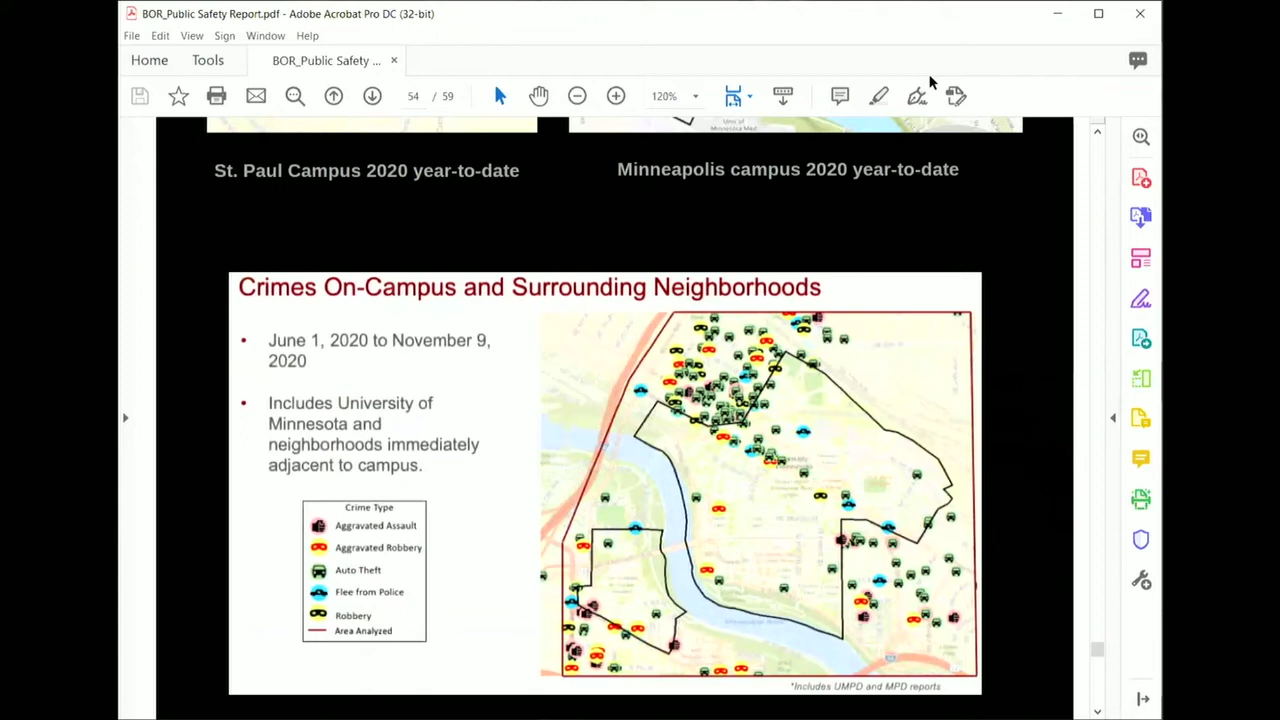 BOR_Public Safety Report.pdf - Adobe Acrobat Pro DC (32-bit)
File Edit View Sign Window Help
Home Tools BOR_Public Safety ... ×
54 / 59 120%
St. Paul Campus 2020 year-to-date
Minneapolis campus 2020 year-to-date
Crimes On-Campus and Surrounding Neighborhoods
• June 1, 2020 to November 9,
2020
• Includes University of
Minnesota and
neighborhoods immediately
adjacent to campus.
Crime Type
Aggravated Assault
Aggravated Robbery
Auto Theft
Flee from Police
Robbery
Area Analyzed
*Includes UMPD and MPD reports